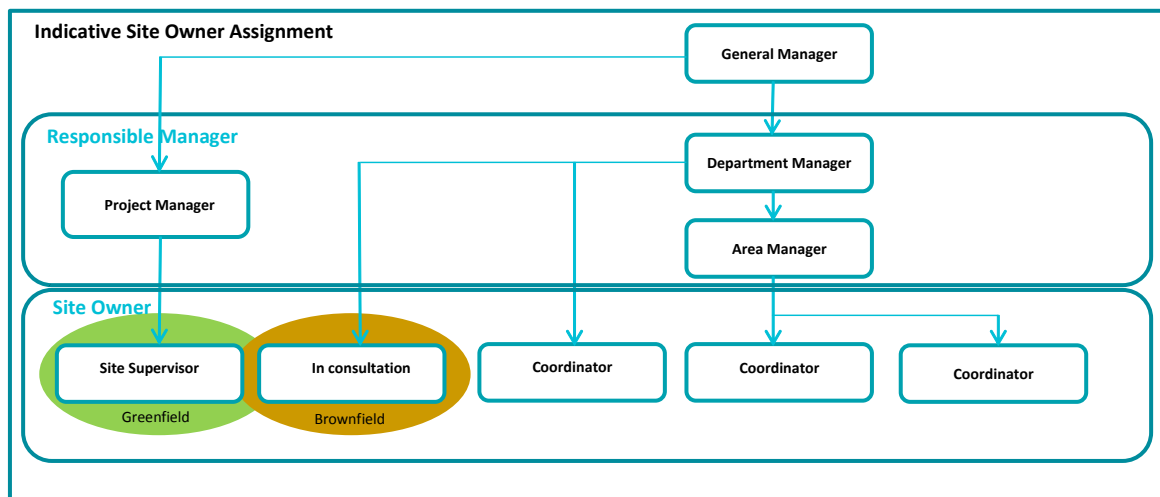 Indicative Site Owner Assignment
General Manager
Responsible Manager
Department Manager
Project Manager
Area Manager
Site Owner
Site Supervisor
In consultation
Coordinator
Coordinator
Coordinator
Greenfield
Brownfield